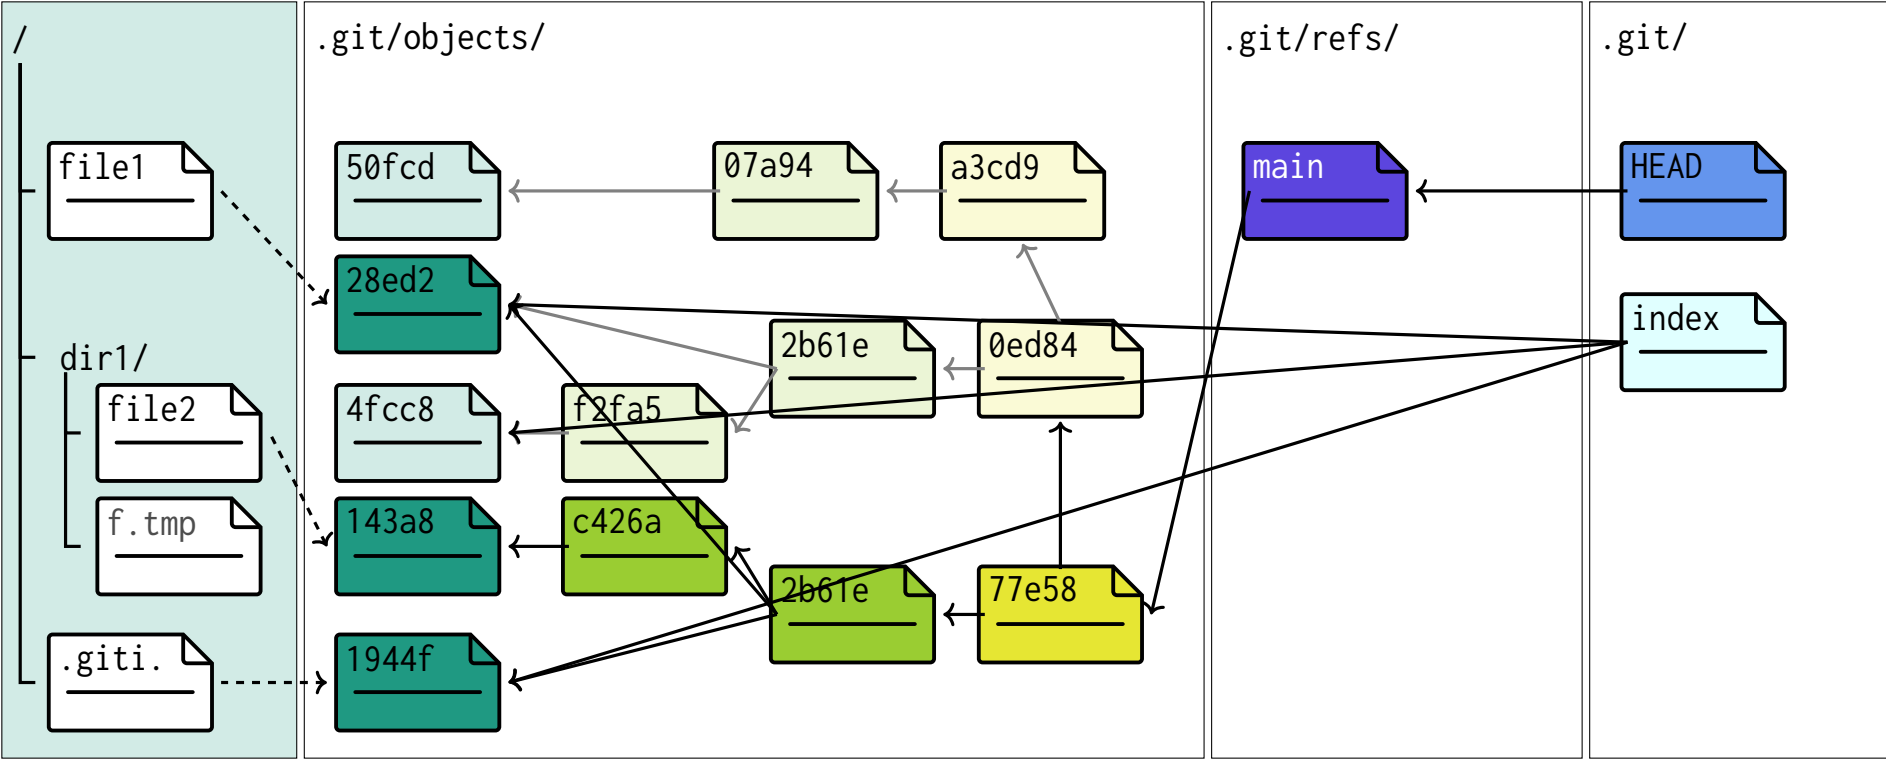 /
file1
dir1/
file2
f.tmp
.giti.
.git/objects/
50fcd
07a94
a3cd9
28ed2
2b61e
0ed84
4fcc8
f2fa5
143a8
c426a
2b61e
77e58
1944f
.git/refs/
main
.git/
HEAD
index